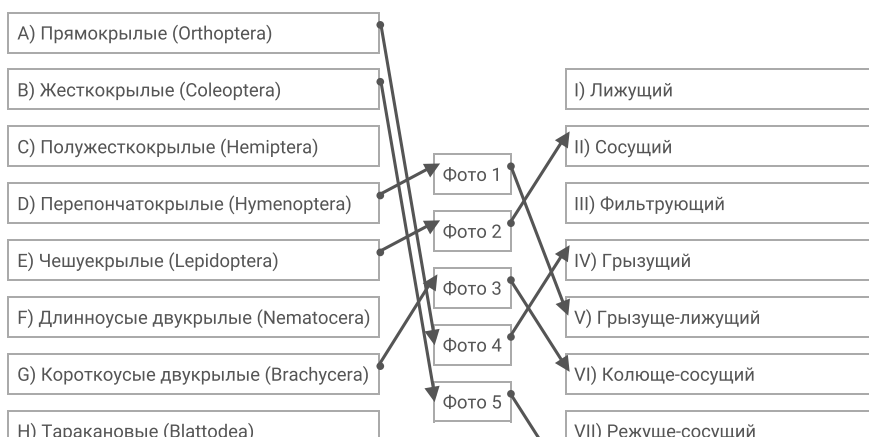 A) Прямокрылые (Orthoptera)
B) Жесткокрылые (Coleoptera)
C) Полужесткокрылые (Hemiptera)
D) Перепончатокрылые (Hymenoptera)
E) Чешуекрылые (Lepidoptera)
F) Длинноусые двукрылые (Nematocera)
G) Короткоусые двукрылые (Brachycera)
H) Таракановые (Blattodea)
Фото 1
Фото 2
Фото 3
Фото 4
Фото 5
I) Лижущий
II) Сосущий
III) Фильтрующий
IV) Грызущий
V) Грызуще-лижущий
VI) Колюще-сосущий
VII) Режуще-сосущий